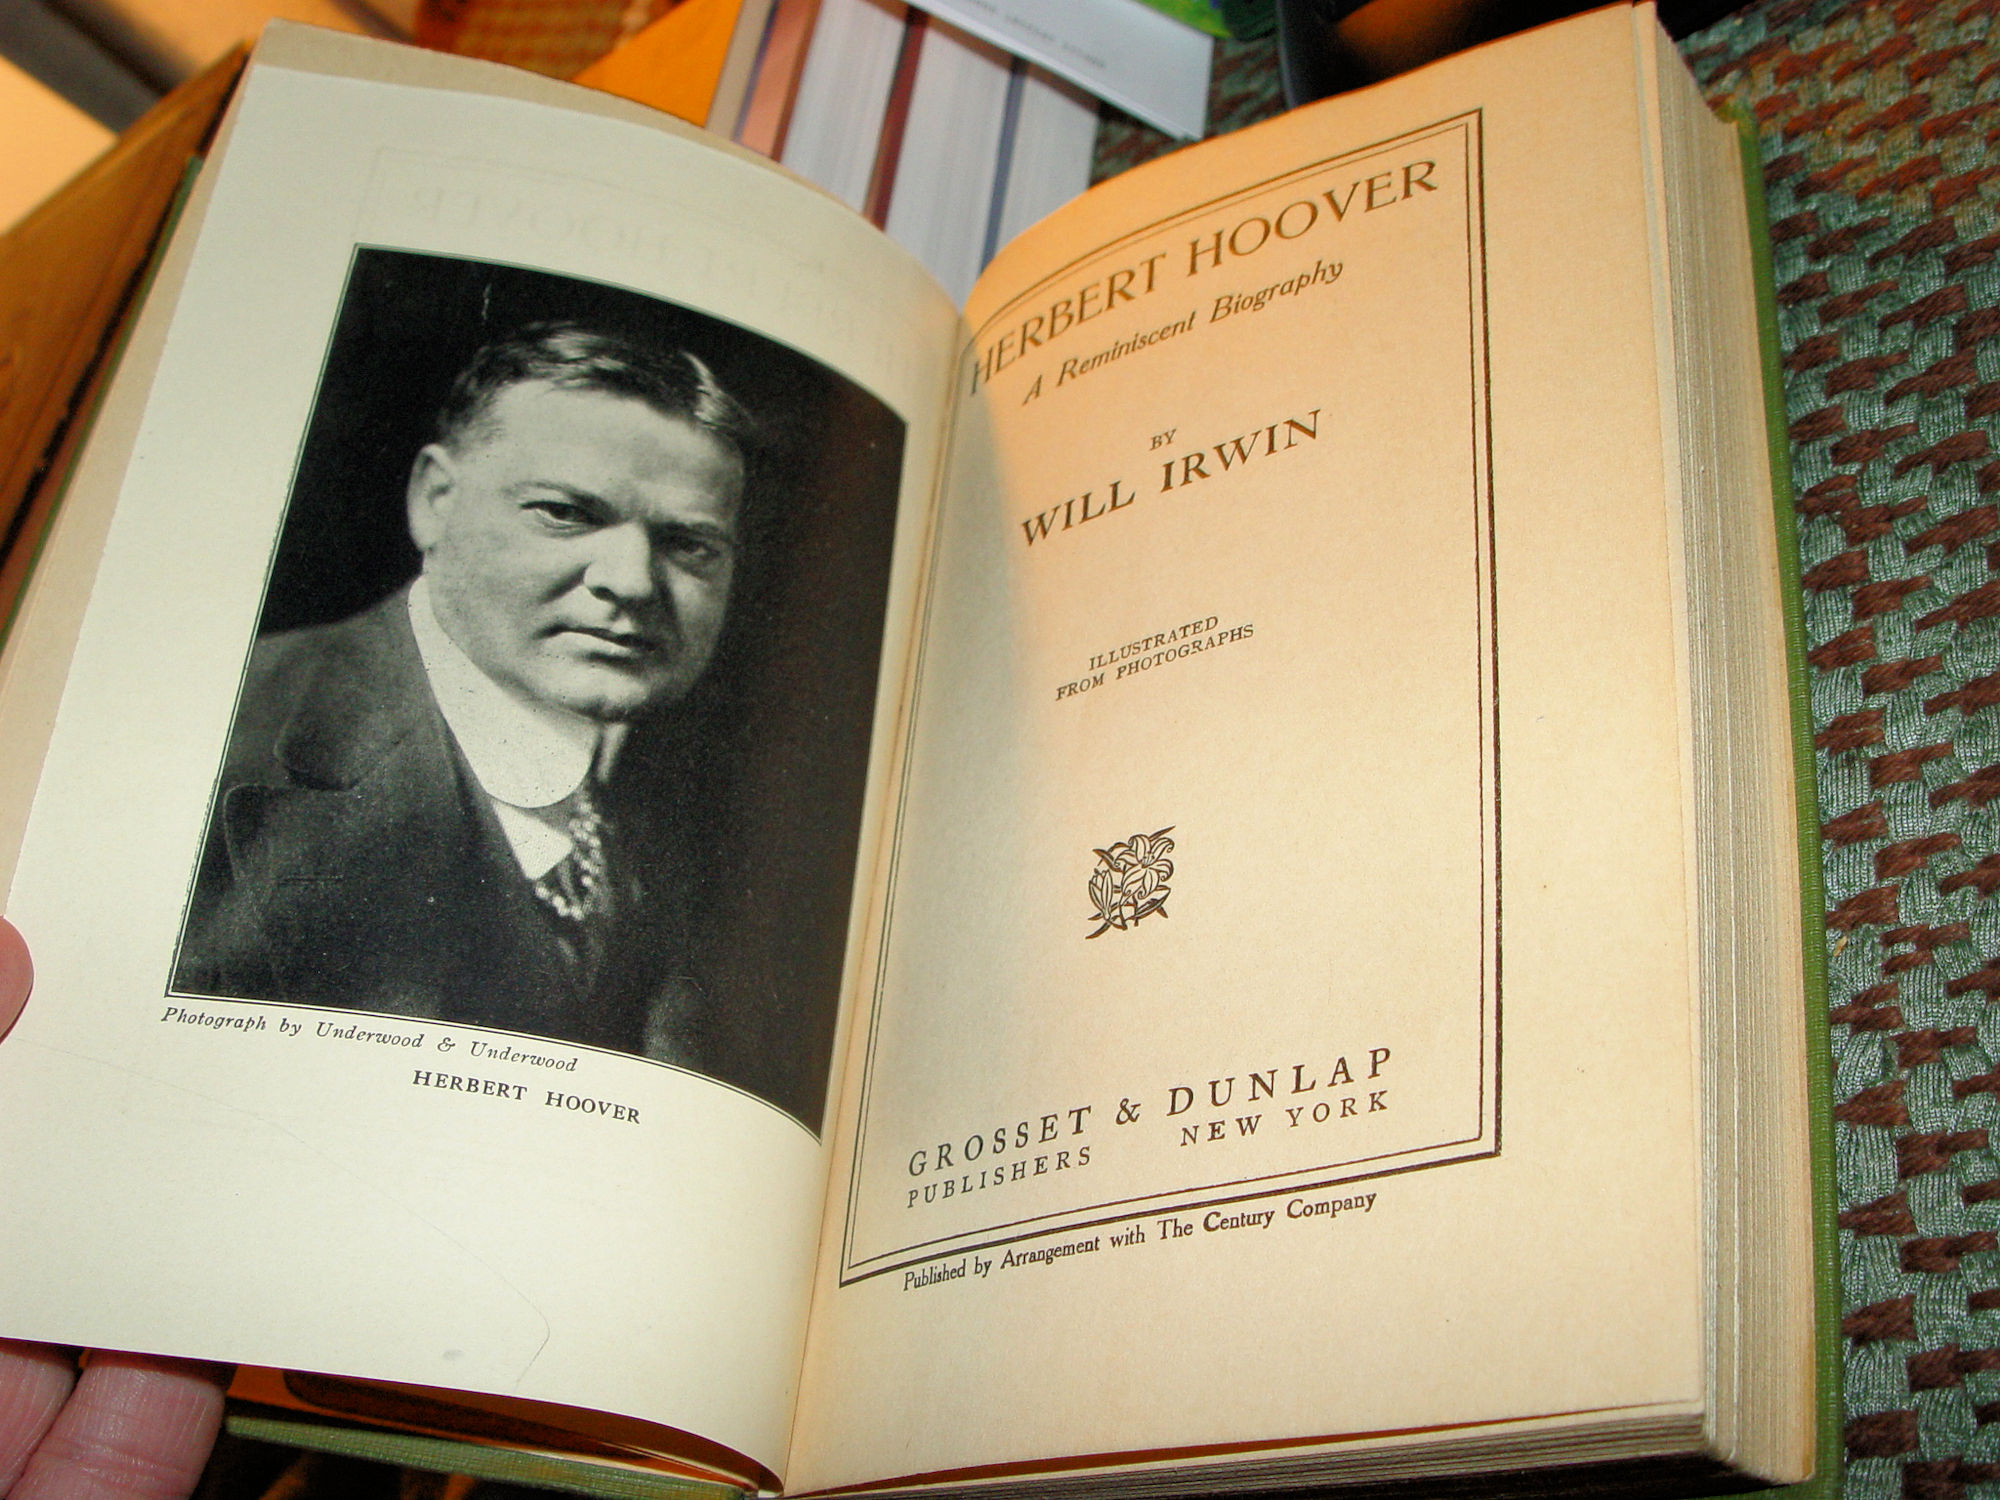 Photograph by Underwood & Underwood
HERBERT HOOVER
HERBERT HOOVER
A Reminiscent Biography
BY
WILL IRWIN
ILLUSTRATED
FROM PHOTOGRAPHS
GROSSET & DUNLAP
PUBLISHERS NEW YORK
Published by Arrangement with The Century Company